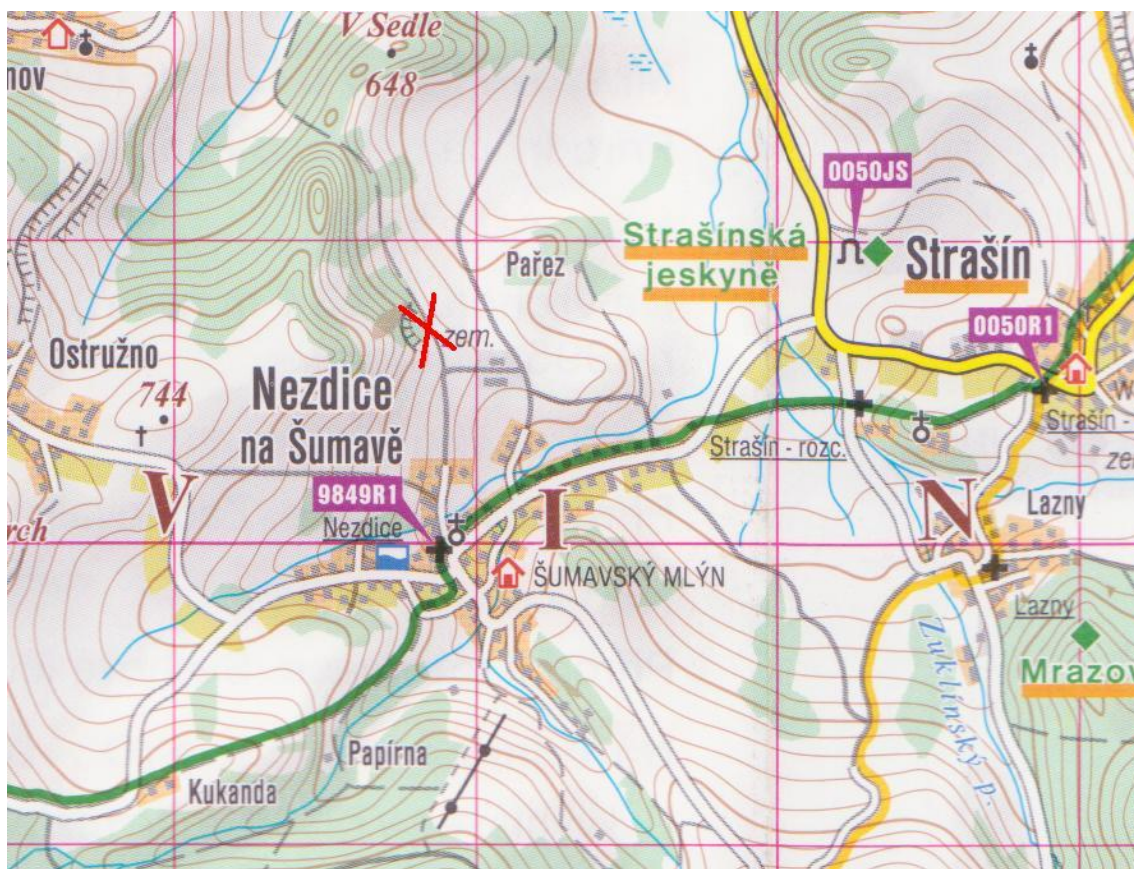 V Sedle
648
nov
0050JS
Strašínská
jeskyně
Strašín
Pařez
0050R1
zem.
Ostružno
744
Nezdice
na Šumavě
Strašín - rozc.
Strašín -
V
I
N
9849R1
Nezdice
Lazny
rch
ŠUMAVSKÝ MLÝN
Lazny
Zuklínský p.
Mrazov
Papírna
Kukanda